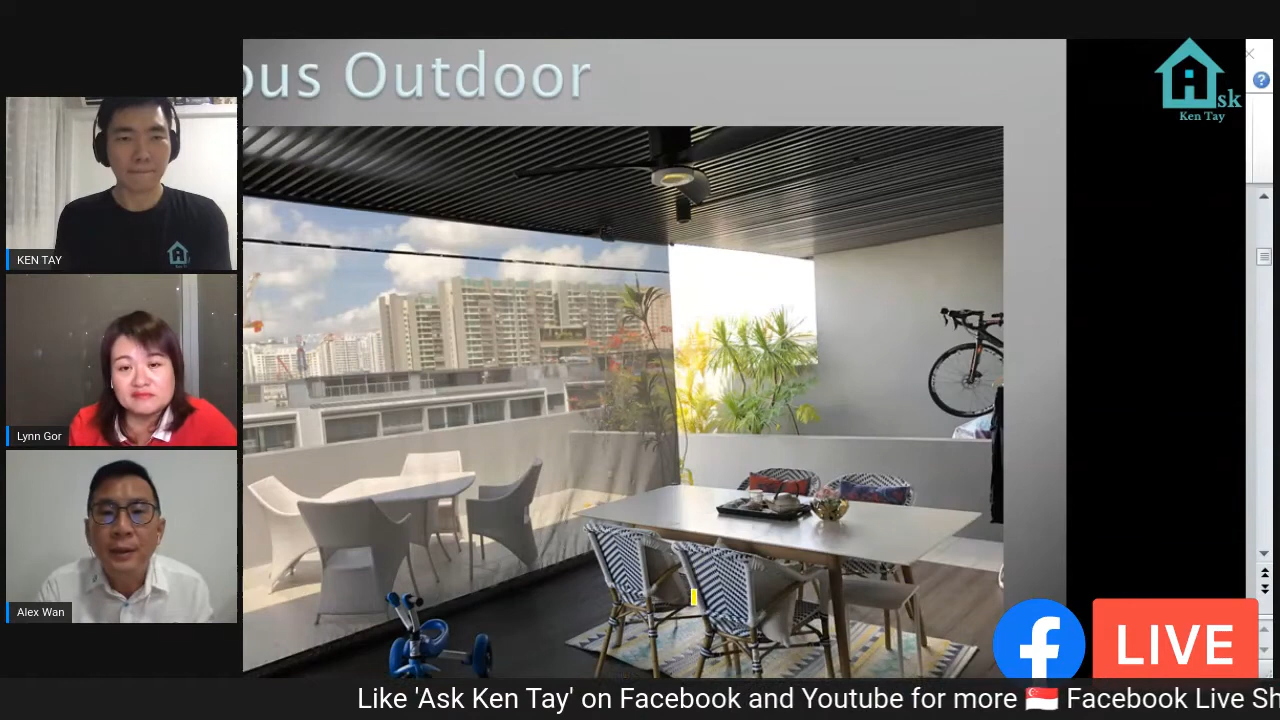 ous Outdoor
sk
Ken Tay
KEN TAY
Lynn Gor
Alex Wan
LIVE
Like 'Ask Ken Tay' on Facebook and Youtube for more 🇸🇬 Facebook Live Sh